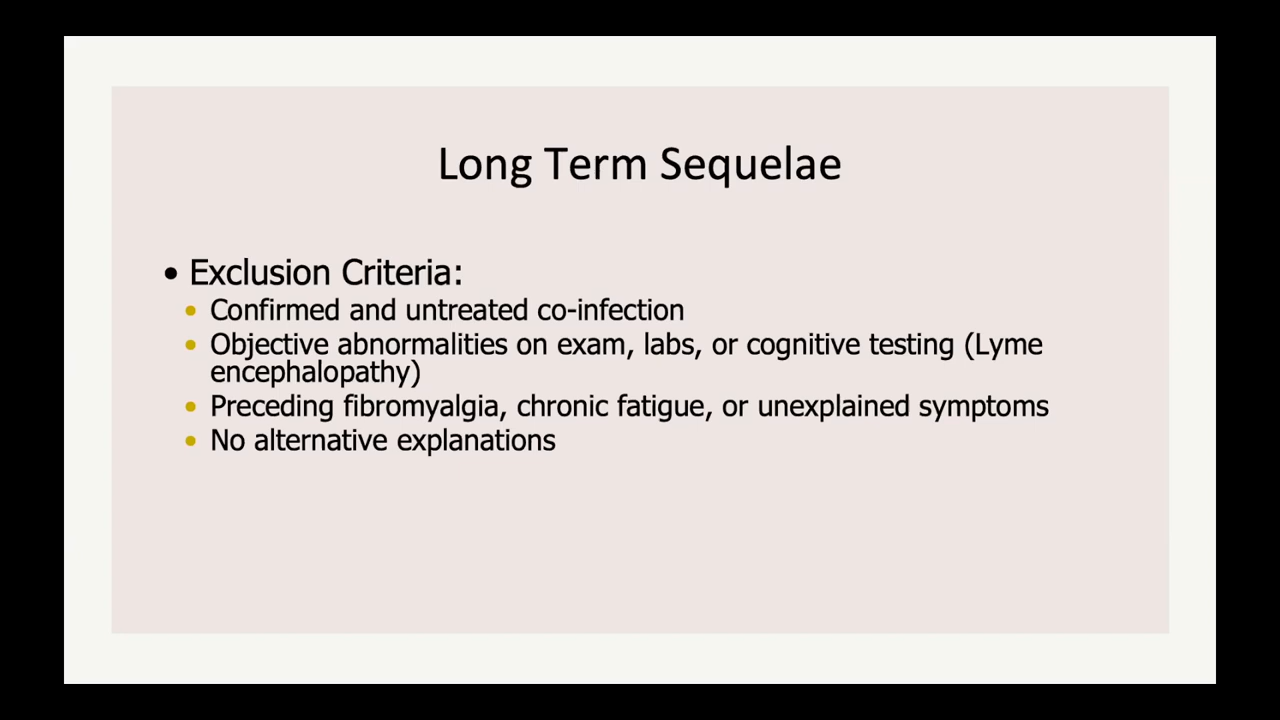 Long Term Sequelae
• Exclusion Criteria:
• Confirmed and untreated co-infection
• Objective abnormalities on exam, labs, or cognitive testing (Lyme
encephalopathy)
• Preceding fibromyalgia, chronic fatigue, or unexplained symptoms
• No alternative explanations